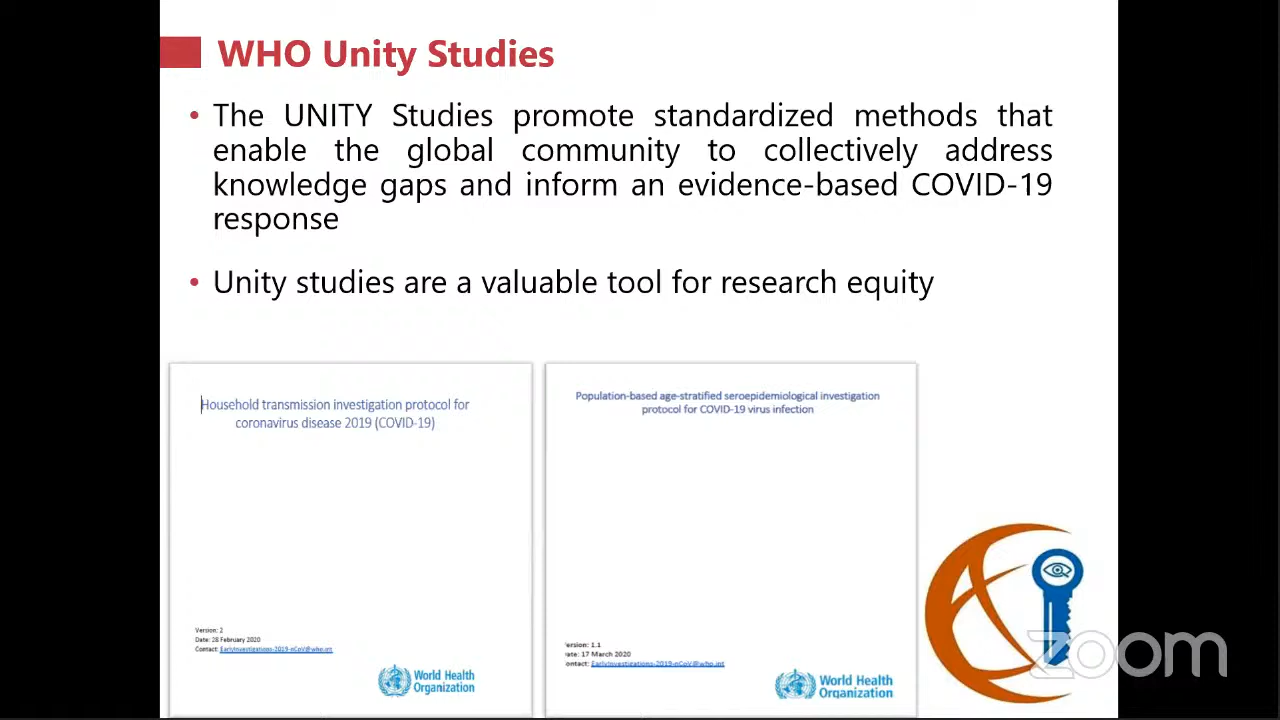 WHO Unity Studies
• The UNITY Studies promote standardized methods that
enable the global community to collectively address
knowledge gaps and inform an evidence-based COVID-19
response
• Unity studies are a valuable tool for research equity
Household transmission investigation protocol for
coronavirus disease 2019 (COVID-19)
Version: 2
Date: 28 February 2020
Contact: EarlyInvestigations-2019-nCoV@who.int
World Health
Organization
Population-based age-stratified seroepidemiological investigation
protocol for COVID-19 virus infection
Version: 1.1
Date: 17 March 2020
Contact: EarlyInvestigations-2019-nCoV@who.int
World Health
Organization
zoom